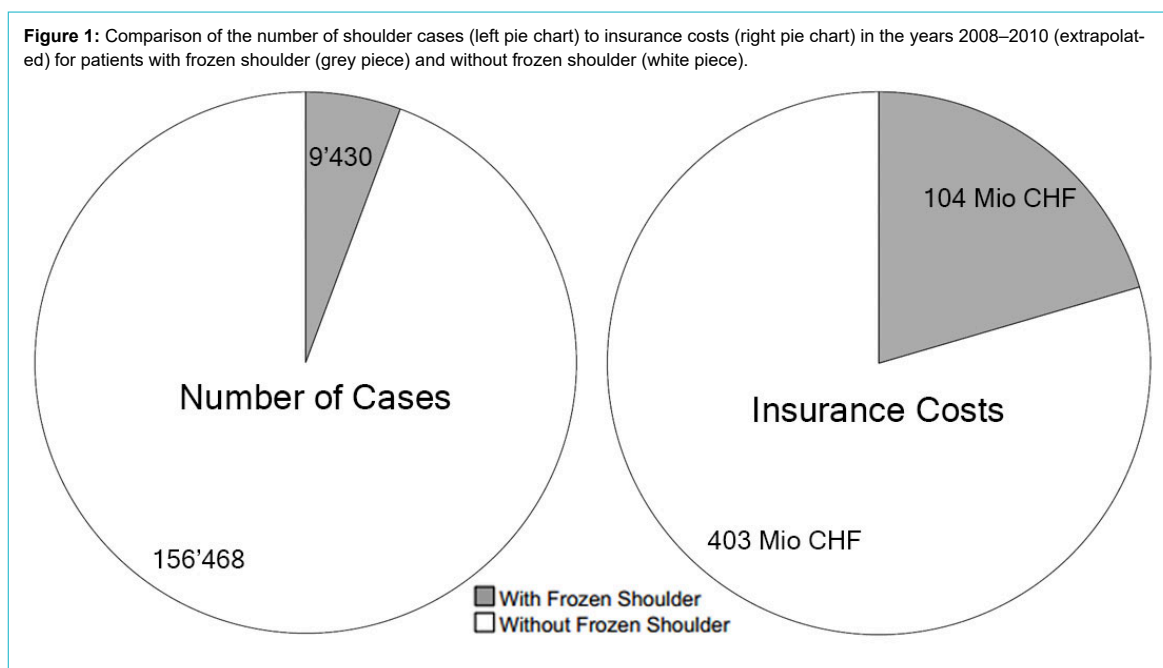 Figure 1: Comparison of the number of shoulder cases (left pie chart) to insurance costs (right pie chart) in the years 2008–2010 (extrapolat-
ed) for patients with frozen shoulder (grey piece) and without frozen shoulder (white piece).
9’430
Number of Cases
156’468
104 Mio CHF
Insurance Costs
403 Mio CHF
With Frozen Shoulder
Without Frozen Shoulder